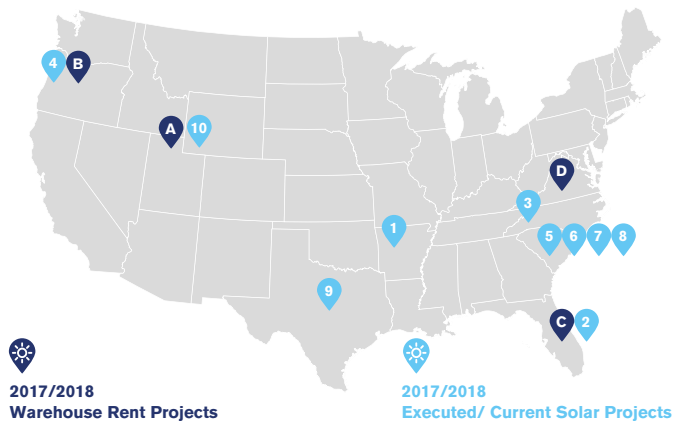 4 B
A 10
D
3
1
5 6 7 8
9
C 2
2017/2018
Warehouse Rent Projects
2017/2018
Executed/ Current Solar Projects